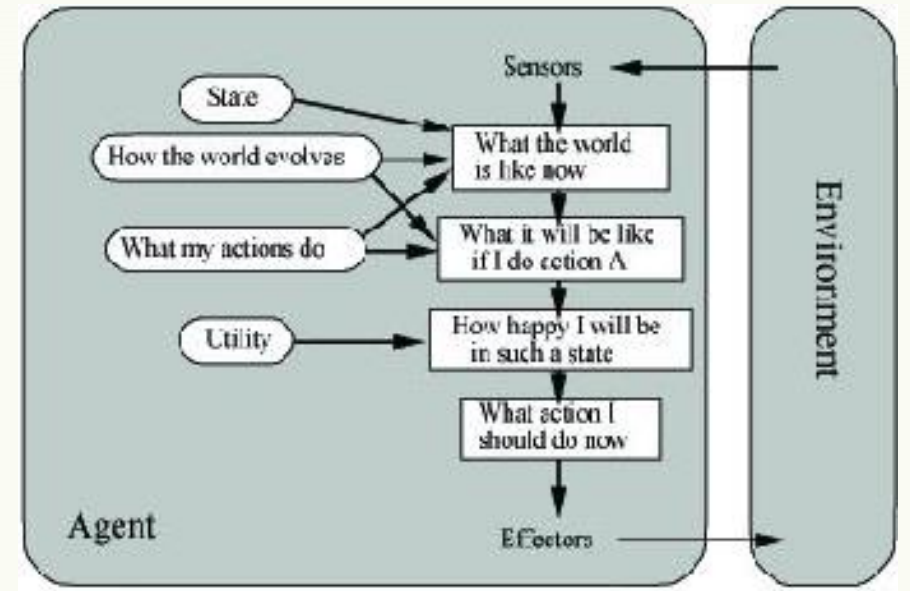 Sensors
State
What the world
is like now
How the world evolves
What my actions do
What it will be like
if I do action A
Utility
How happy I will be
in such a state
What action I
should do now
Agent
Effectors
Environment